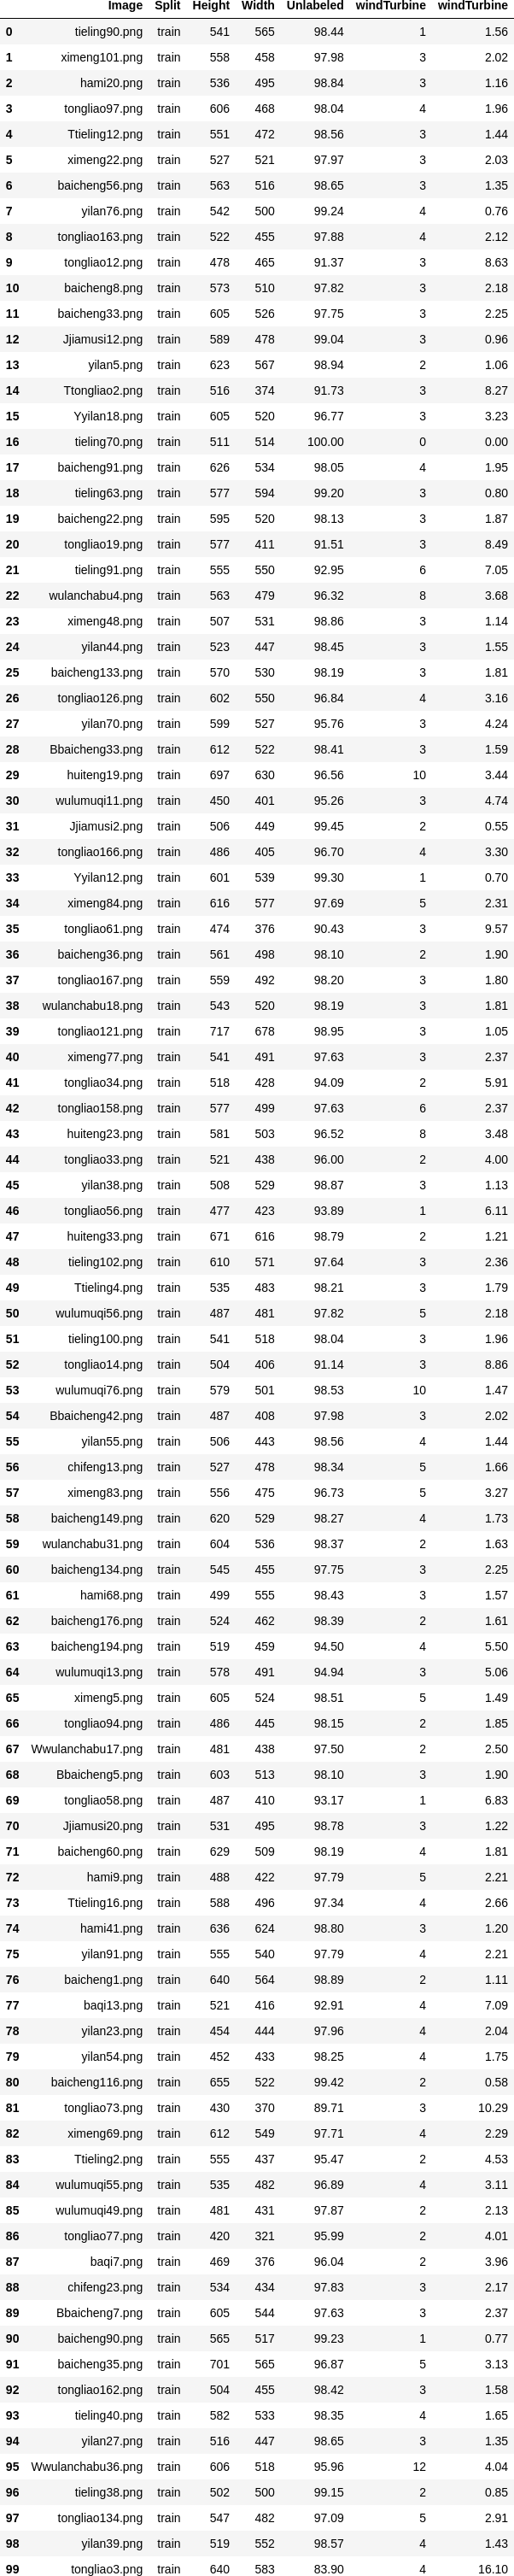 Image Split Height Width Unlabeled windTurbine windTurbine
0 tieling90.png train 541 565 98.44 1 1.56
1 ximeng101.png train 558 458 97.98 3 2.02
2 hami20.png train 536 495 98.84 3 1.16
3 tongliao97.png train 606 468 98.04 4 1.96
4 Ttieling12.png train 551 472 98.56 3 1.44
5 ximeng22.png train 527 521 97.97 3 2.03
6 baicheng56.png train 563 516 98.65 3 1.35
7 yilan76.png train 542 500 99.24 4 0.76
8 tongliao163.png train 522 455 97.88 4 2.12
9 tongliao12.png train 478 465 91.37 3 8.63
10 baicheng8.png train 573 510 97.82 3 2.18
11 baicheng33.png train 605 526 97.75 3 2.25
12 Jjiamusi12.png train 589 478 99.04 3 0.96
13 yilan5.png train 623 567 98.94 2 1.06
14 Ttongliao2.png train 516 374 91.73 3 8.27
15 Yyilan18.png train 605 520 96.77 3 3.23
16 tieling70.png train 511 514 100.00 0 0.00
17 baicheng91.png train 626 534 98.05 4 1.95
18 tieling63.png train 577 594 99.20 3 0.80
19 baicheng22.png train 595 520 98.13 3 1.87
20 tongliao19.png train 577 411 91.51 3 8.49
21 tieling91.png train 555 550 92.95 6 7.05
22 wulanchabu4.png train 563 479 96.32 8 3.68
23 ximeng48.png train 507 531 98.86 3 1.14
24 yilan44.png train 523 447 98.45 3 1.55
25 baicheng133.png train 570 530 98.19 3 1.81
26 tongliao126.png train 602 550 96.84 4 3.16
27 yilan70.png train 599 527 95.76 3 4.24
28 Bbaicheng33.png train 612 522 98.41 3 1.59
29 huiteng19.png train 697 630 96.56 10 3.44
30 wulumuqi11.png train 450 401 95.26 3 4.74
31 Jjiamusi2.png train 506 449 99.45 2 0.55
32 tongliao166.png train 486 405 96.70 4 3.30
33 Yyilan12.png train 601 539 99.30 1 0.70
34 ximeng84.png train 616 577 97.69 5 2.31
35 tongliao61.png train 474 376 90.43 3 9.57
36 baicheng36.png train 561 498 98.10 2 1.90
37 tongliao167.png train 559 492 98.20 3 1.80
38 wulanchabu18.png train 543 520 98.19 3 1.81
39 tongliao121.png train 717 678 98.95 3 1.05
40 ximeng77.png train 541 491 97.63 3 2.37
41 tongliao34.png train 518 428 94.09 2 5.91
42 tongliao158.png train 577 499 97.63 6 2.37
43 huiteng23.png train 581 503 96.52 8 3.48
44 tongliao33.png train 521 438 96.00 2 4.00
45 yilan38.png train 508 529 98.87 3 1.13
46 tongliao56.png train 477 423 93.89 1 6.11
47 huiteng33.png train 671 616 98.79 2 1.21
48 tieling102.png train 610 571 97.64 3 2.36
49 Ttieling4.png train 535 483 98.21 3 1.79
50 wulumuqi56.png train 487 481 97.82 5 2.18
51 tieling100.png train 541 518 98.04 3 1.96
52 tongliao14.png train 504 406 91.14 3 8.86
53 wulumuqi76.png train 579 501 98.53 10 1.47
54 Bbaicheng42.png train 487 408 97.98 3 2.02
55 yilan55.png train 506 443 98.56 4 1.44
56 chifeng13.png train 527 478 98.34 5 1.66
57 ximeng83.png train 556 475 96.73 5 3.27
58 baicheng149.png train 620 529 98.27 4 1.73
59 wulanchabu31.png train 604 536 98.37 2 1.63
60 baicheng134.png train 545 455 97.75 3 2.25
61 hami68.png train 499 555 98.43 3 1.57
62 baicheng176.png train 524 462 98.39 2 1.61
63 baicheng194.png train 519 459 94.50 4 5.50
64 wulumuqi13.png train 578 491 94.94 3 5.06
65 ximeng5.png train 605 524 98.51 5 1.49
66 tongliao94.png train 486 445 98.15 2 1.85
67 Wwulanchabu17.png train 481 438 97.50 2 2.50
68 Bbaicheng5.png train 603 513 98.10 3 1.90
69 tongliao58.png train 487 410 93.17 1 6.83
70 Jjiamusi20.png train 531 495 98.78 3 1.22
71 baicheng60.png train 629 509 98.19 4 1.81
72 hami9.png train 488 422 97.79 5 2.21
73 Ttieling16.png train 588 496 97.34 4 2.66
74 hami41.png train 636 624 98.80 3 1.20
75 yilan91.png train 555 540 97.79 4 2.21
76 baicheng1.png train 640 564 98.89 2 1.11
77 baqi13.png train 521 416 92.91 4 7.09
78 yilan23.png train 454 444 97.96 4 2.04
79 yilan54.png train 452 433 98.25 4 1.75
80 baicheng116.png train 655 522 99.42 2 0.58
81 tongliao73.png train 430 370 89.71 3 10.29
82 ximeng69.png train 612 549 97.71 4 2.29
83 Ttieling2.png train 555 437 95.47 2 4.53
84 wulumuqi55.png train 535 482 96.89 4 3.11
85 wulumuqi49.png train 481 431 97.87 2 2.13
86 tongliao77.png train 420 321 95.99 2 4.01
87 baqi7.png train 469 376 96.04 2 3.96
88 chifeng23.png train 534 434 97.83 3 2.17
89 Bbaicheng7.png train 605 544 97.63 3 2.37
90 baicheng90.png train 565 517 99.23 1 0.77
91 baicheng35.png train 701 565 96.87 5 3.13
92 tongliao162.png train 504 455 98.42 3 1.58
93 tieling40.png train 582 533 98.35 4 1.65
94 yilan27.png train 516 447 98.65 3 1.35
95 Wwulanchabu36.png train 606 518 95.96 12 4.04
96 tieling38.png train 502 500 99.15 2 0.85
97 tongliao134.png train 547 482 97.09 5 2.91
98 yilan39.png train 519 552 98.57 4 1.43
99 tongliao3.png train 640 583 83.90 4 16.10